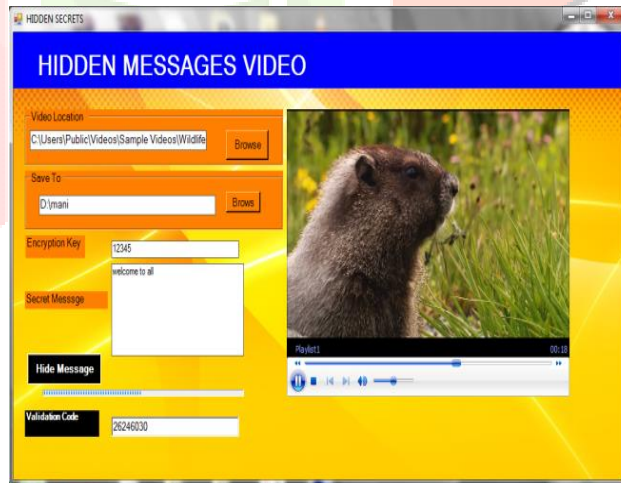 HIDDEN SECRETS
HIDDEN MESSAGES VIDEO
Video Location
C:\Users\Public\Videos\Sample Videos\Wildlife
Browse
Save To
D:\mani
Brows
Encryption Key
12345
Secret Messsge
welcome to all
Hide Message
Validation Code
26246030
Playlist1
00:18